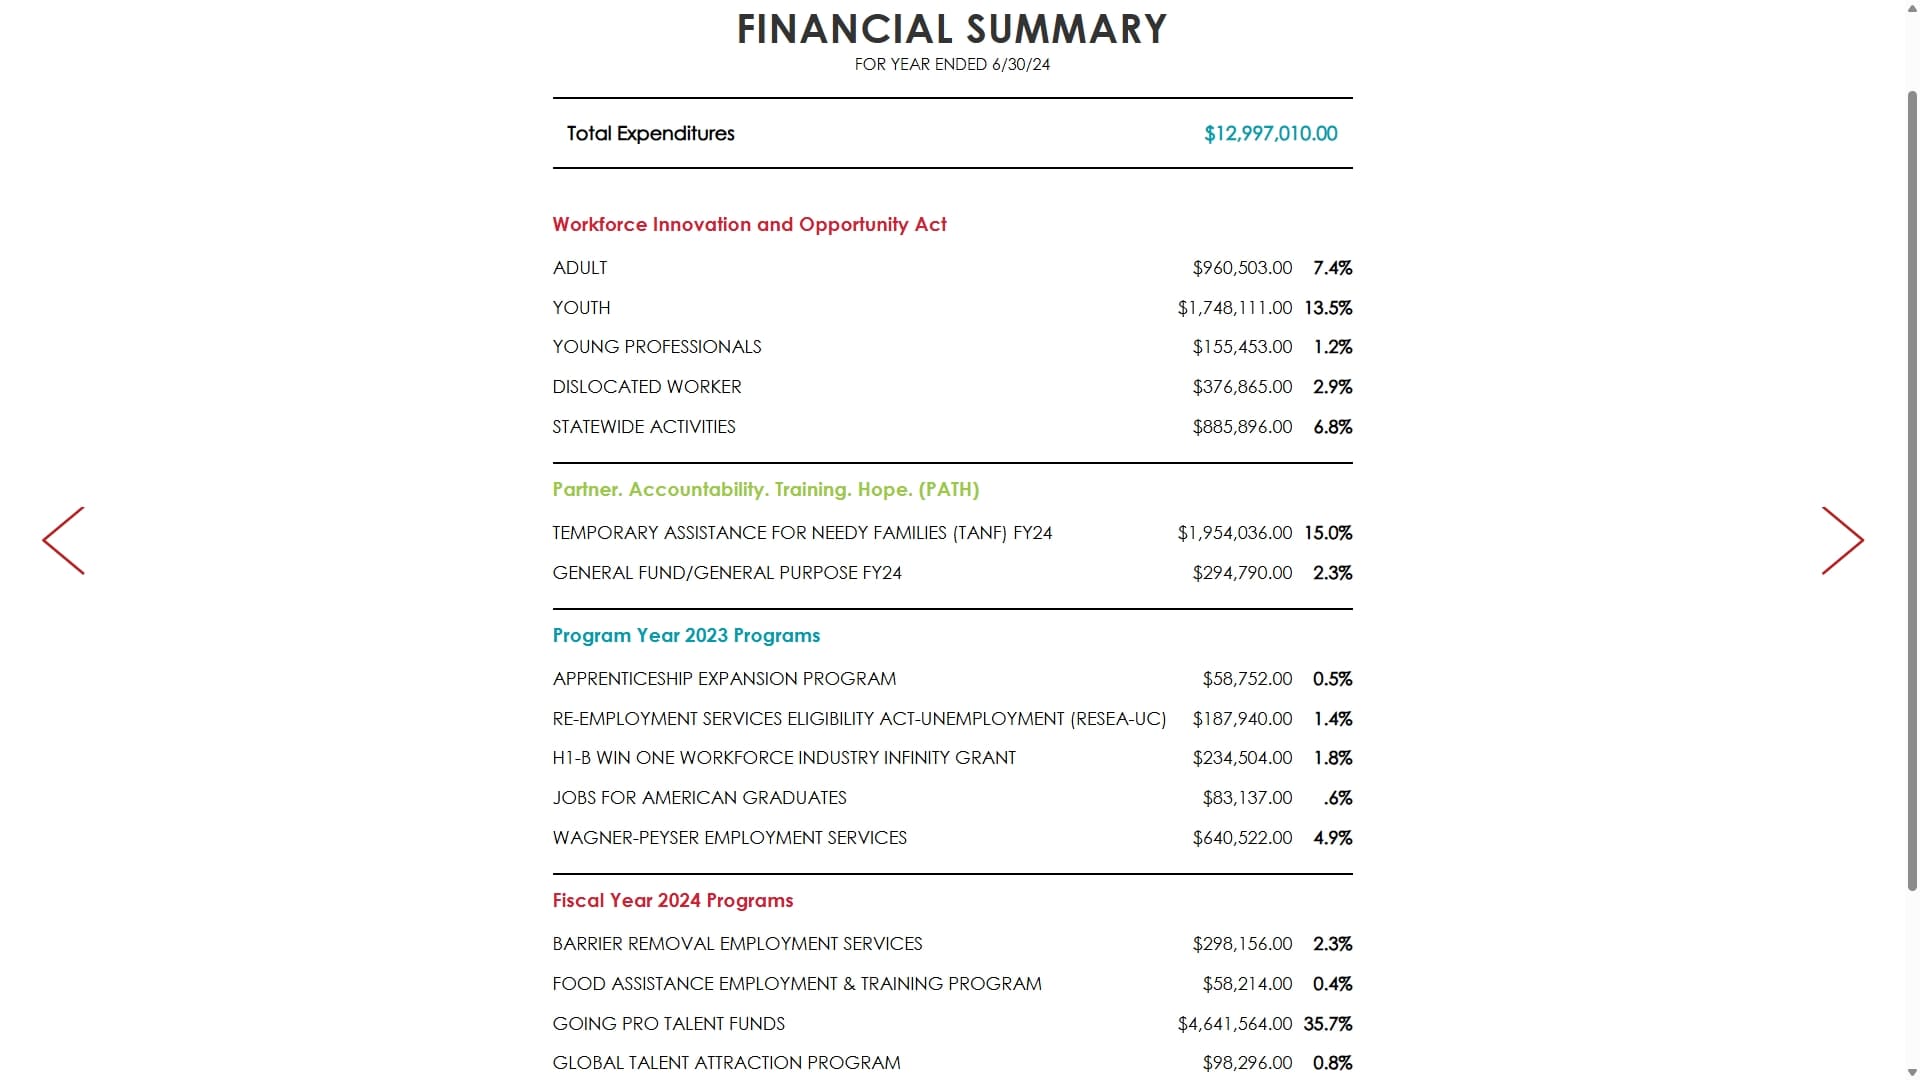 FINANCIAL SUMMARY
FOR YEAR ENDED 6/30/24
Total Expenditures $12,997,010.00
Workforce Innovation and Opportunity Act
ADULT $960,503.00 7.4%
YOUTH $1,748,111.00 13.5%
YOUNG PROFESSIONALS $155,453.00 1.2%
DISLOCATED WORKER $376,865.00 2.9%
STATEWIDE ACTIVITIES $885,896.00 6.8%
Partner. Accountability. Training. Hope. (PATH)
TEMPORARY ASSISTANCE FOR NEEDY FAMILIES (TANF) FY24 $1,954,036.00 15.0%
GENERAL FUND/GENERAL PURPOSE FY24 $294,790.00 2.3%
Program Year 2023 Programs
APPRENTICESHIP EXPANSION PROGRAM $58,752.00 0.5%
RE-EMPLOYMENT SERVICES ELIGIBILITY ACT-UNEMPLOYMENT (RESEA-UC) $187,940.00 1.4%
H1-B WIN ONE WORKFORCE INDUSTRY INFINITY GRANT $234,504.00 1.8%
JOBS FOR AMERICAN GRADUATES $83,137.00 .6%
WAGNER-PEYSER EMPLOYMENT SERVICES $640,522.00 4.9%
Fiscal Year 2024 Programs
BARRIER REMOVAL EMPLOYMENT SERVICES $298,156.00 2.3%
FOOD ASSISTANCE EMPLOYMENT & TRAINING PROGRAM $58,214.00 0.4%
GOING PRO TALENT FUNDS $4,641,564.00 35.7%
GLOBAL TALENT ATTRACTION PROGRAM $98,296.00 0.8%